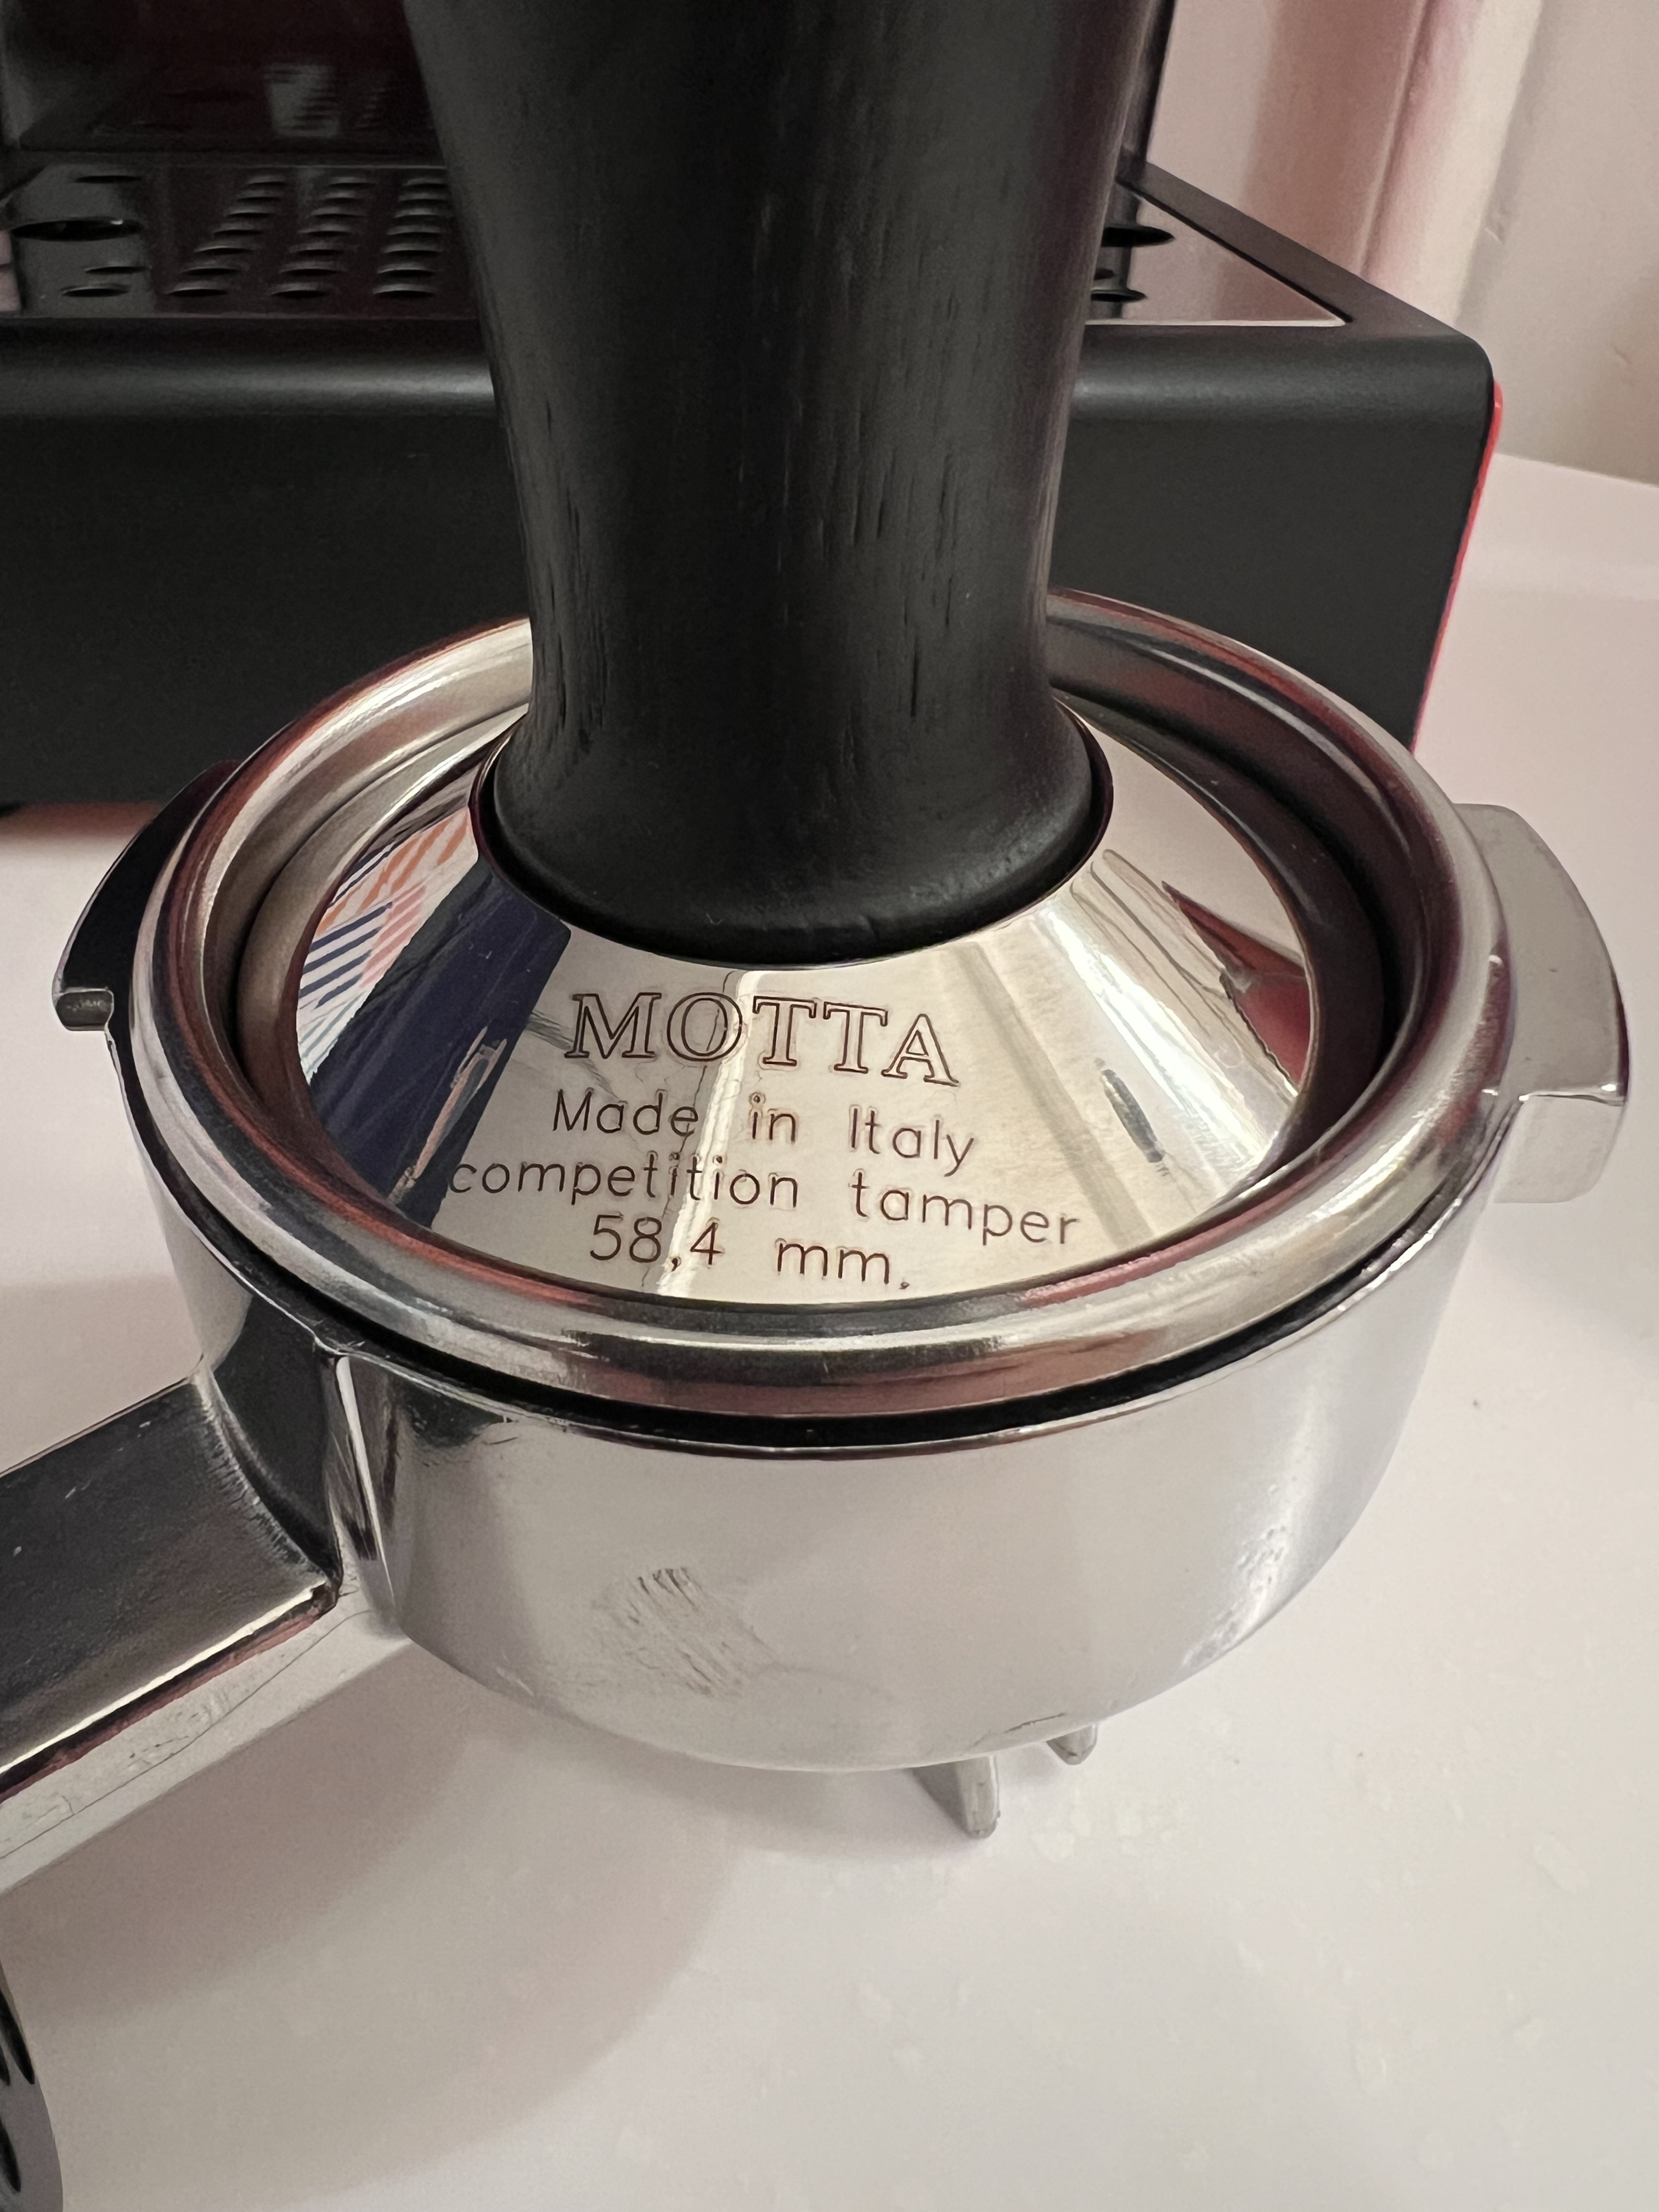 MOTTA
Made in Italy
competition tamper
58,4 mm.